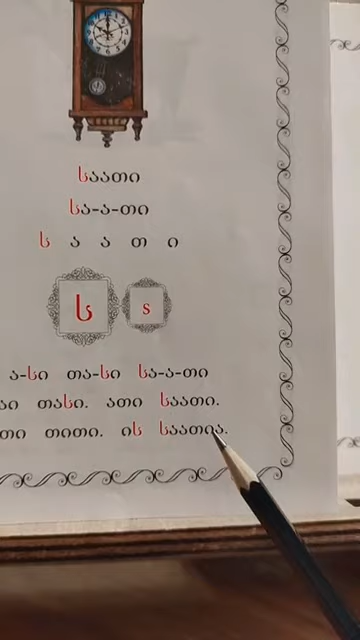 საათი
სა-ა-თი
ს ა ა თ ი
ს s
ა-სი თა-სი სა-ა-თი
თასი. ათი საათი.
თითი. ის საათია.